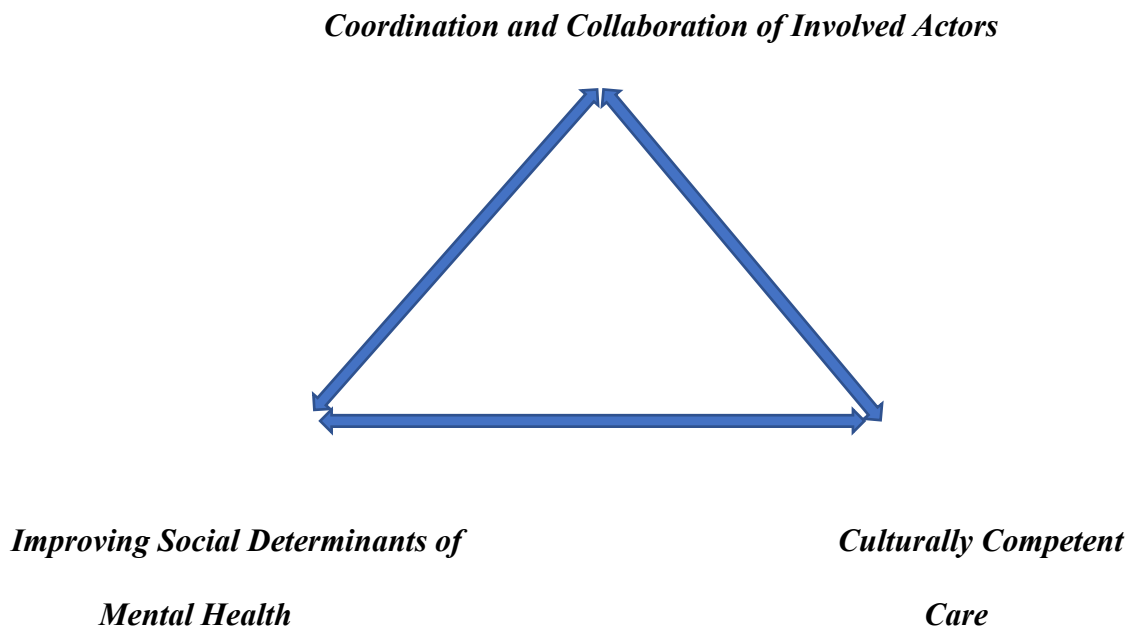 Coordination and Collaboration of Involved Actors
Improving Social Determinants of
Mental Health
Culturally Competent
Care